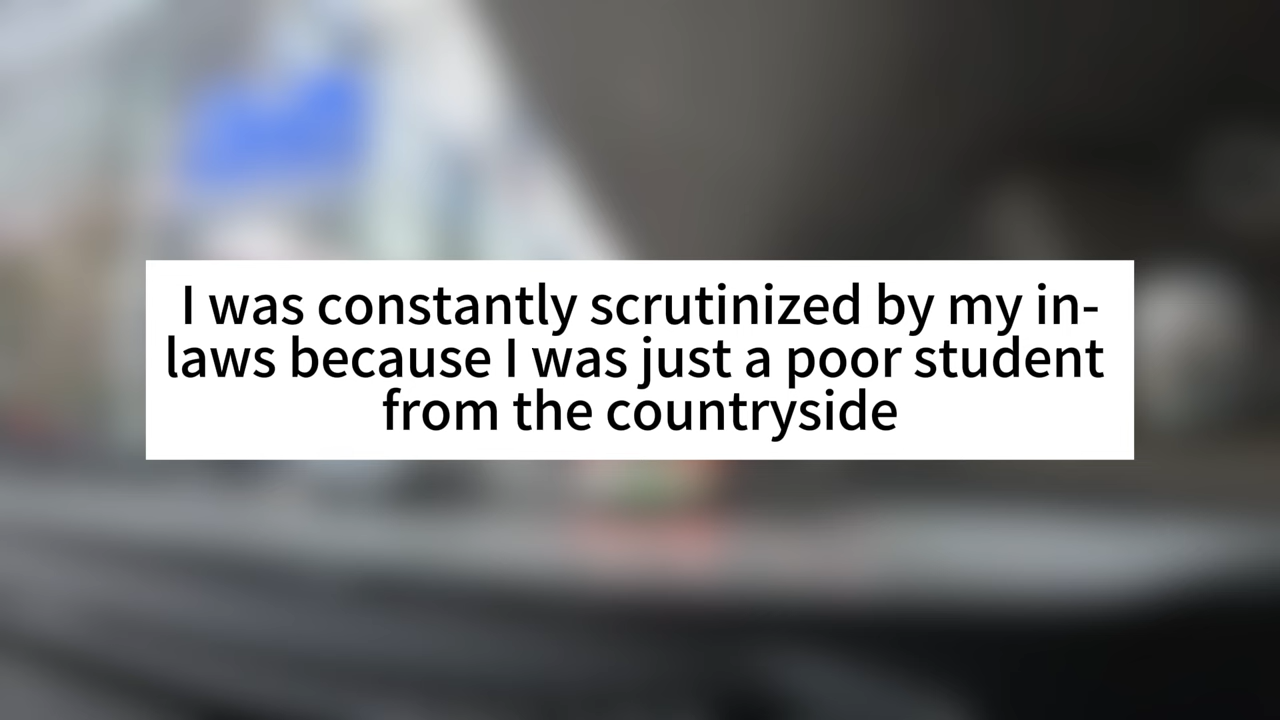 I was constantly scrutinized by my in-
laws because I was just a poor student
from the countryside